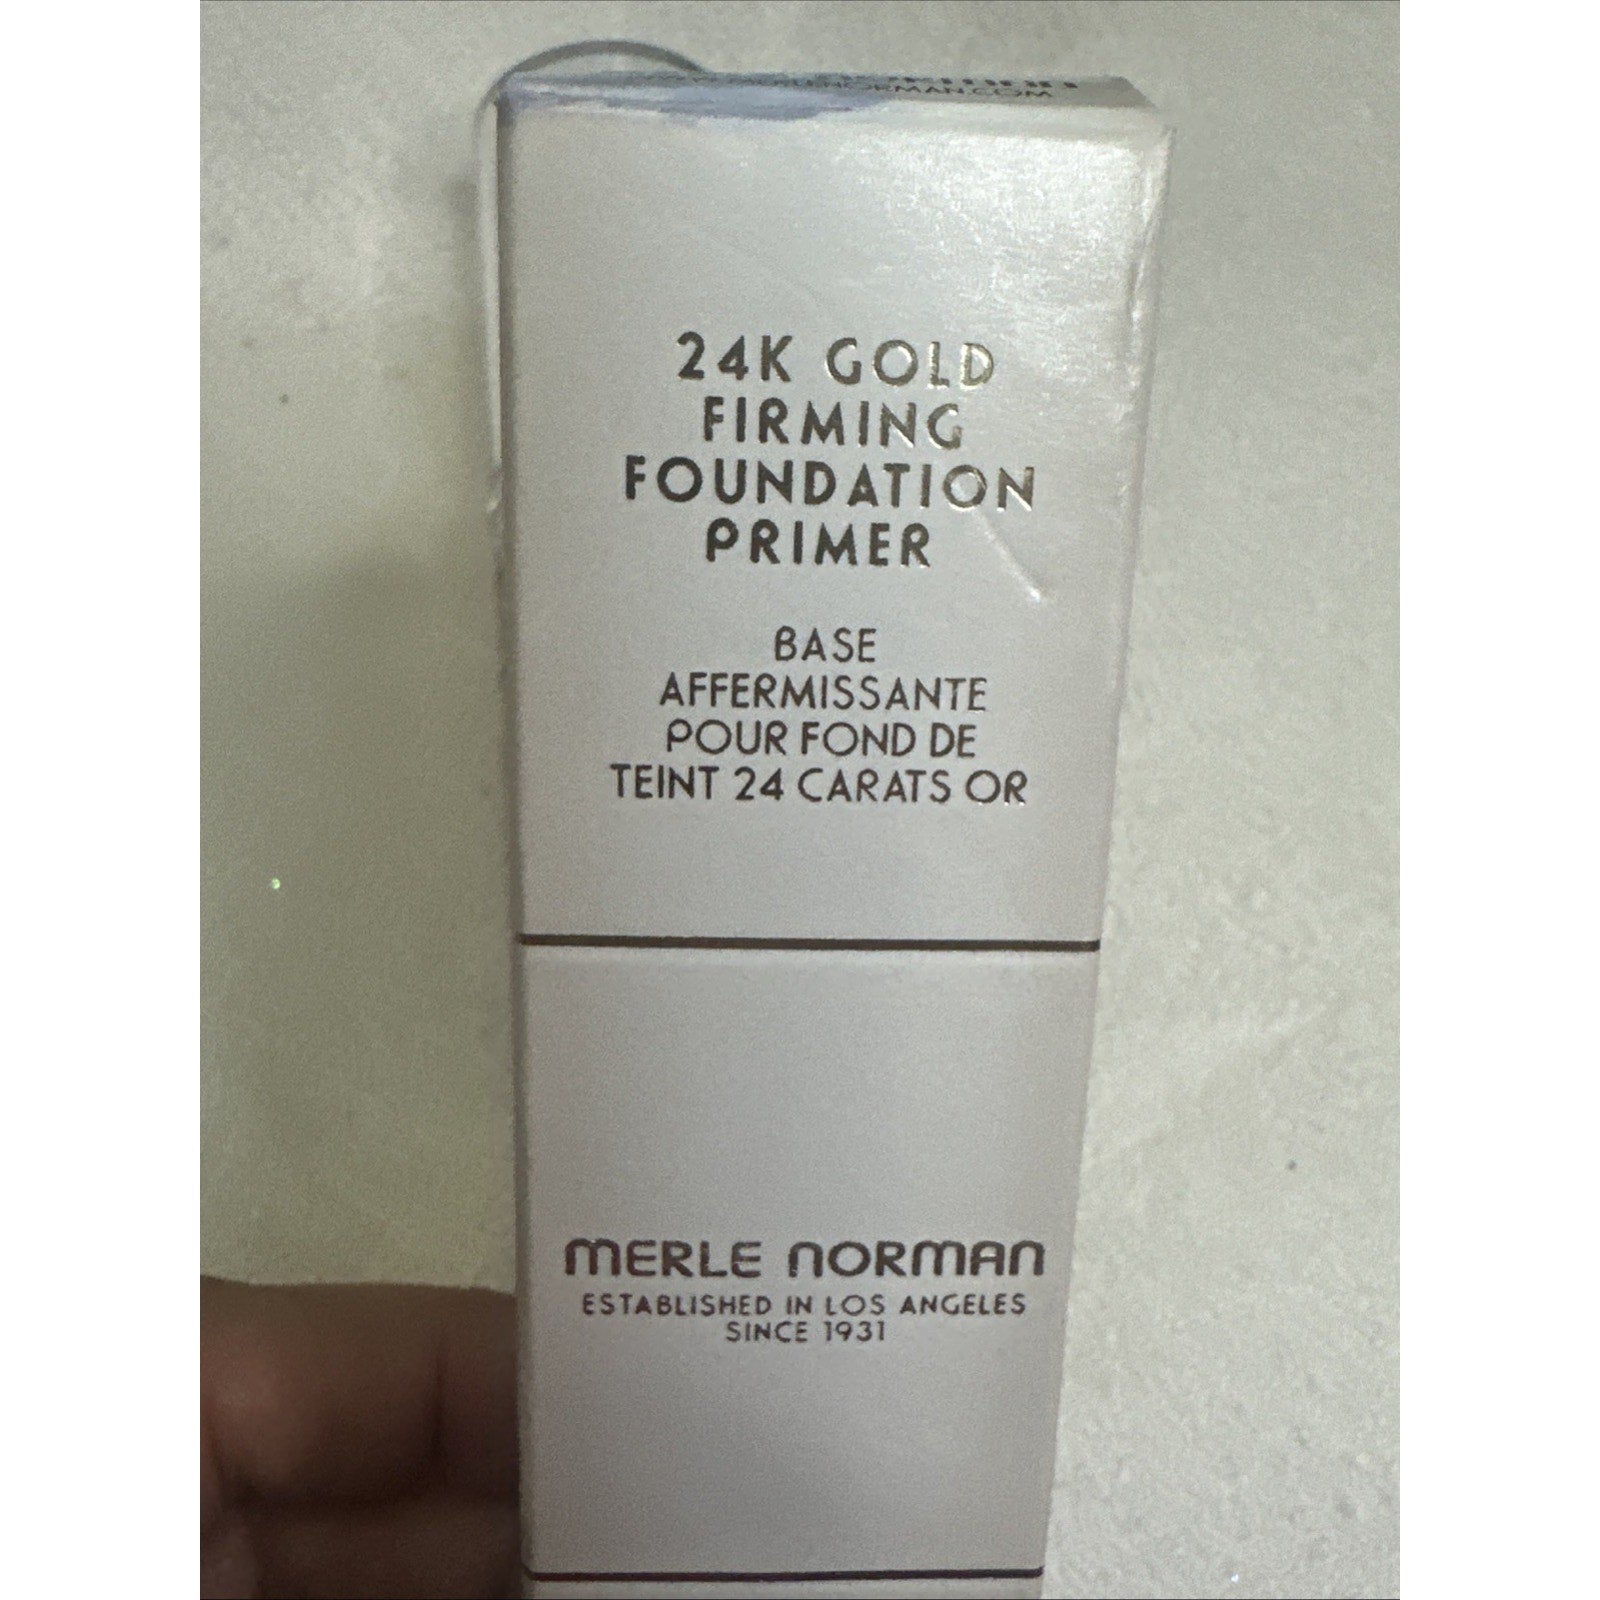 24K GOLD
FIRMING
FOUNDATION
PRIMER
BASE
AFFERMISSANTE
POUR FOND DE
TEINT 24 CARATS OR
MERLE NORMAN
ESTABLISHED IN LOS ANGELES
SINCE 1931